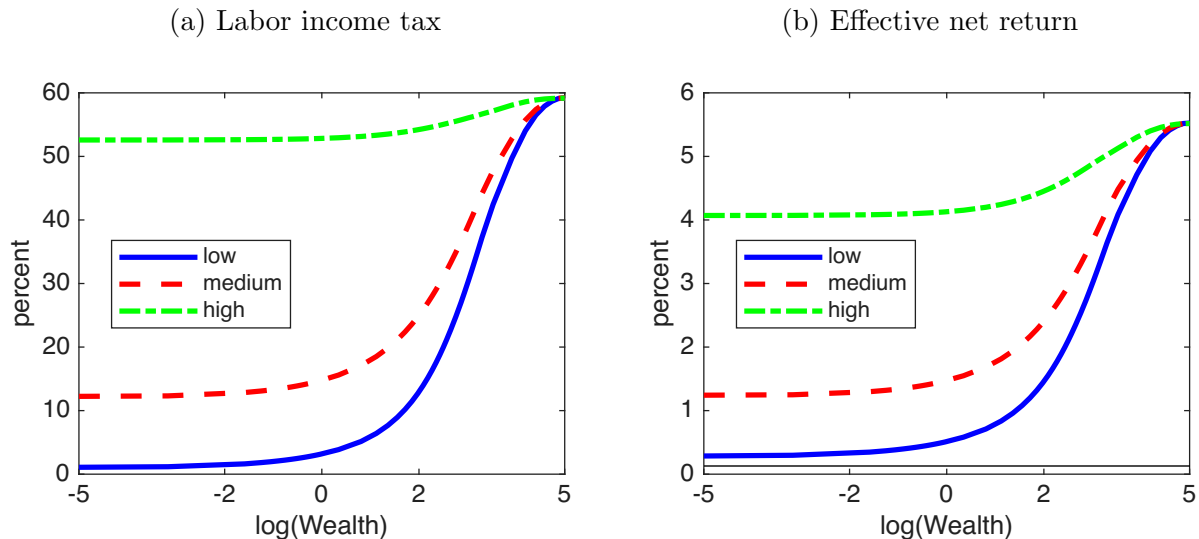 (a) Labor income tax
60
50
40
30
20
10
0
percent
low
medium
high
-5
-2
0
2
5
log(Wealth)
(b) Effective net return
6
5
4
3
2
1
0
percent
low
medium
high
-5
-2
0
2
5
log(Wealth)